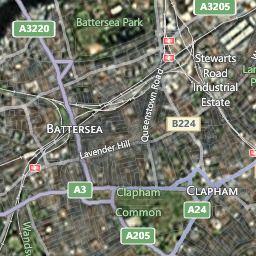 A3205
Battersea Park
A3220
Stewarts
Road
Industrial
Estate
Queenstown Road
B224
BATTERSEA
Lavender Hill
A3
Clapham
Common
CLAPHAM
A24
A205